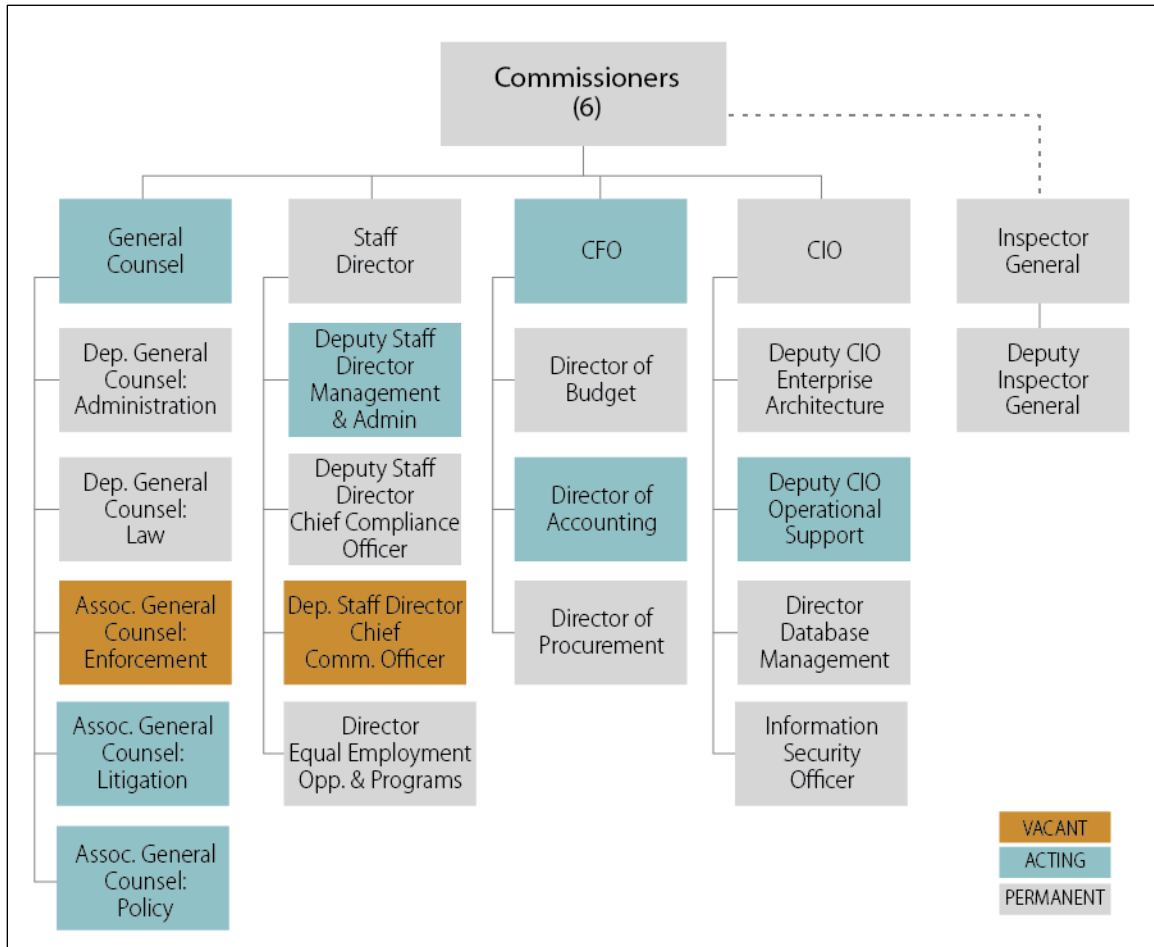 Commissioners
(6)
General
Counsel
Staff
Director
CFO
CIO
Inspector
General
Dep. General
Counsel:
Administration
Deputy Staff
Director
Management
& Admin
Director of
Budget
Deputy CIO
Enterprise
Architecture
Deputy
Inspector
General
Dep. General
Counsel:
Law
Deputy Staff
Director
Chief Compliance
Officer
Director of
Accounting
Deputy CIO
Operational
Support
Assoc. General
Counsel:
Enforcement
Dep. Staff Director
Chief
Comm. Officer
Director of
Procurement
Director
Database
Management
Assoc. General
Counsel:
Litigation
Director
Equal Employment
Opp. & Programs
Information
Security
Officer
Assoc. General
Counsel:
Policy
VACANT
ACTING
PERMANENT